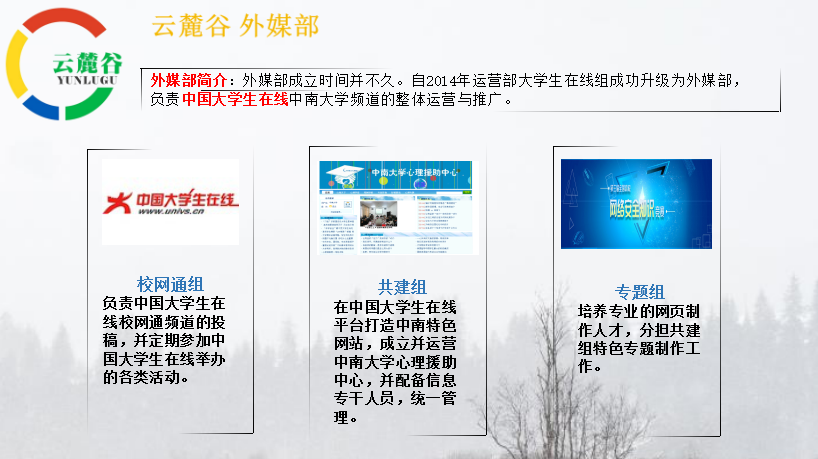 云麓谷 外媒部
云麓谷
YUNLUGU
外媒部简介：外媒部成立时间并不久。自2014年运营部大学生在线组成功升级为外媒部，
负责中国大学生在线中南大学频道的整体运营与推广。
中国大学生在线
www.univs.cn
中南大学心理援助中心
网络安全知识
竞赛
校网通组
负责中国大学生在
线校网通频道的投
稿，并定期参加中
国大学生在线举办
的各类活动。
共建组
在中国大学生在线
平台打造中南特色
网站，成立并运营
中南大学心理援助
中心，并配备信息
专干人员，统一管
理。
专题组
培养专业的网页制
作人才，分担共建
组特色专题制作工
作。